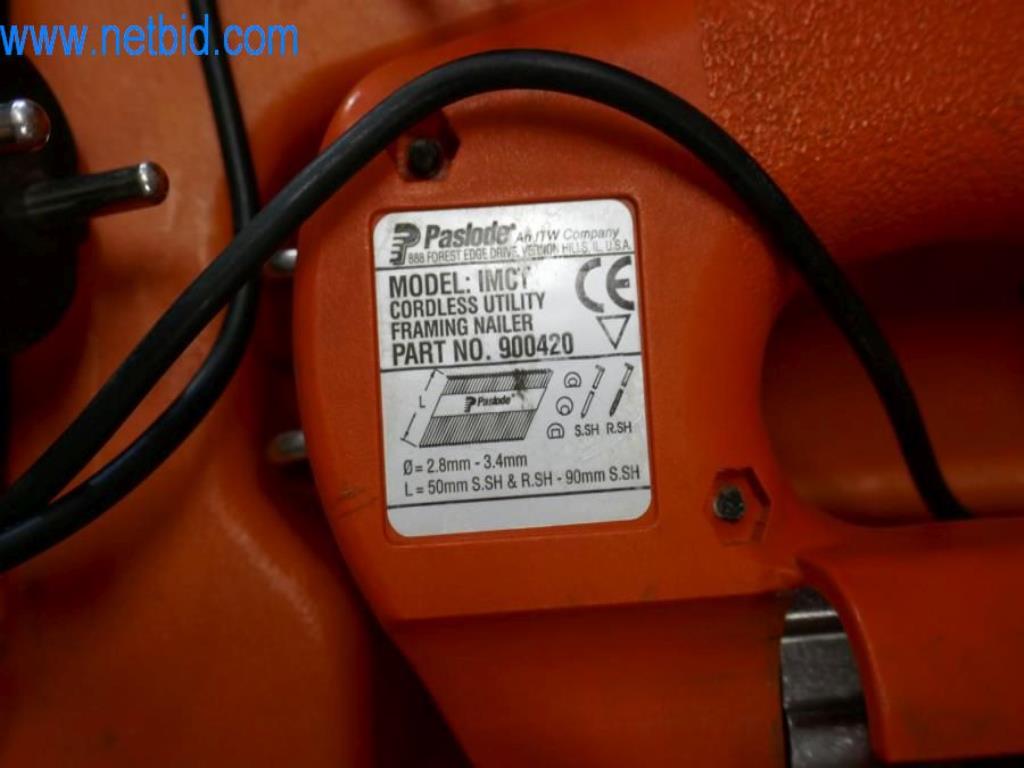 www.netbid.com
Paslode® An ITW Company
888 FOREST EDGE DRIVE, VERNON HILLS, IL, U.S.A.
MODEL: IMCT
CORDLESS UTILITY
FRAMING NAILER
PART NO. 900420
CE
L
Paslode®
S.SH R.SH
Ø = 2.8mm - 3.4mm
L = 50mm S.SH & R.SH - 90mm S.SH